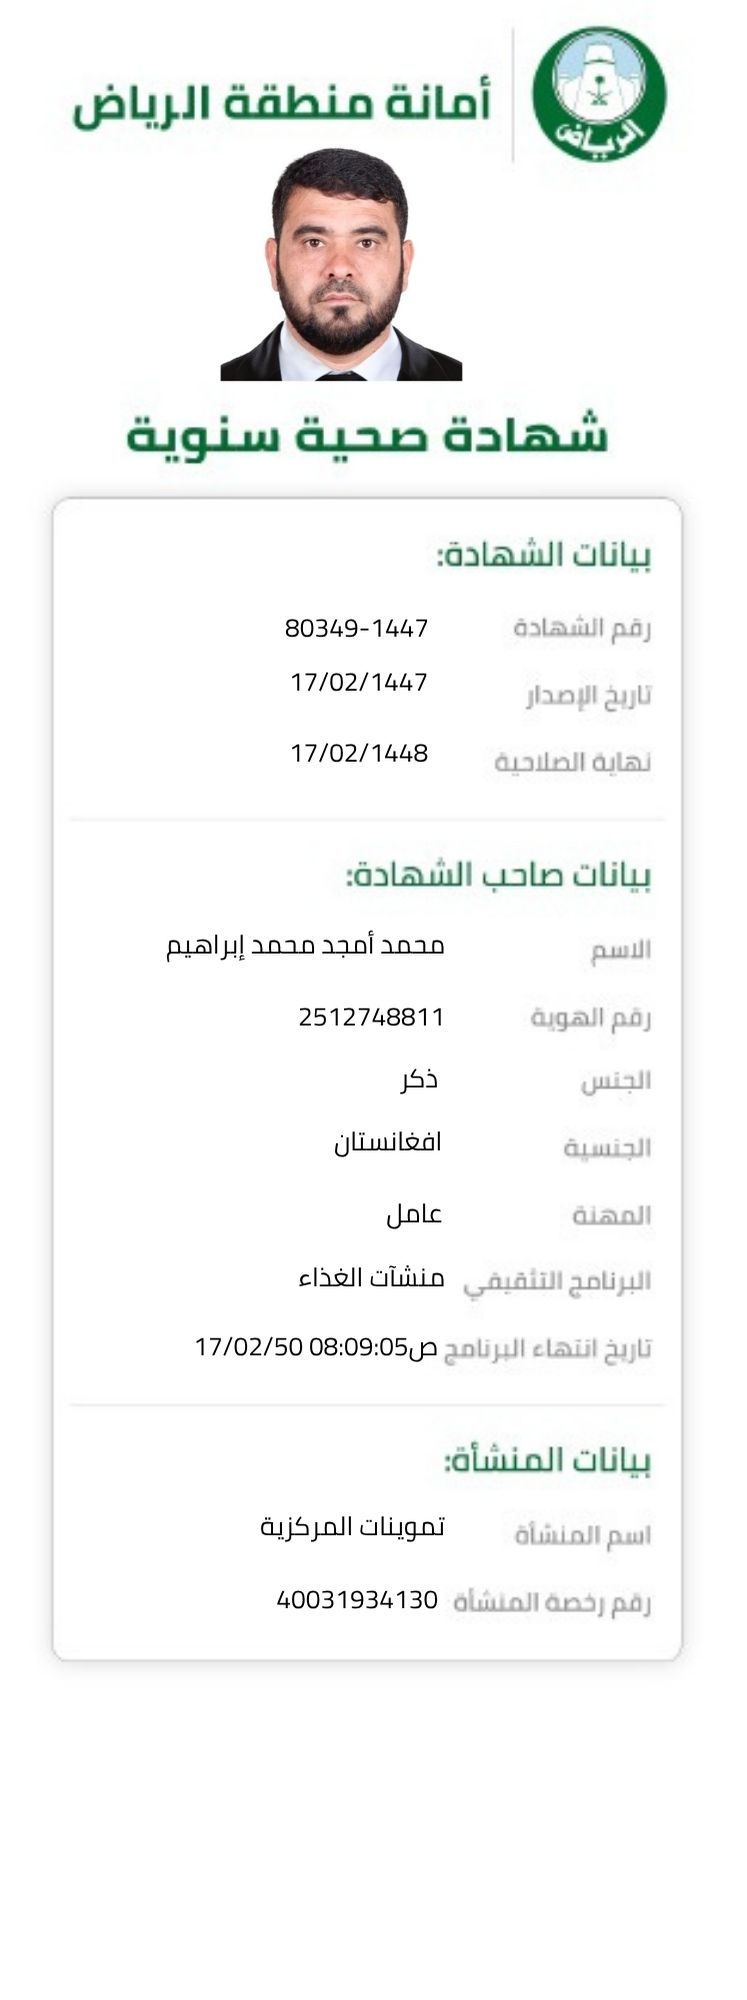 أمانة منطقة الرياض
الرياض
شهادة صحية سنوية
بيانات الشهادة:
رقم الشهادة 80349-1447
تاريخ الإصدار 17/02/1447
نهاية الصلاحية 17/02/1448
بيانات صاحب الشهادة:
الاسم محمد أمجد محمد إبراهيم
رقم الهوية 2512748811
الجنس ذكر
الجنسية افغانستان
المهنة عامل
البرنامج التثقيفي منشآت الغذاء
تاريخ انتهاء البرنامج 17/02/50 08:09:05ص
بيانات المنشأة:
اسم المنشأة تموينات المركزية
رقم رخصة المنشأة 40031934130